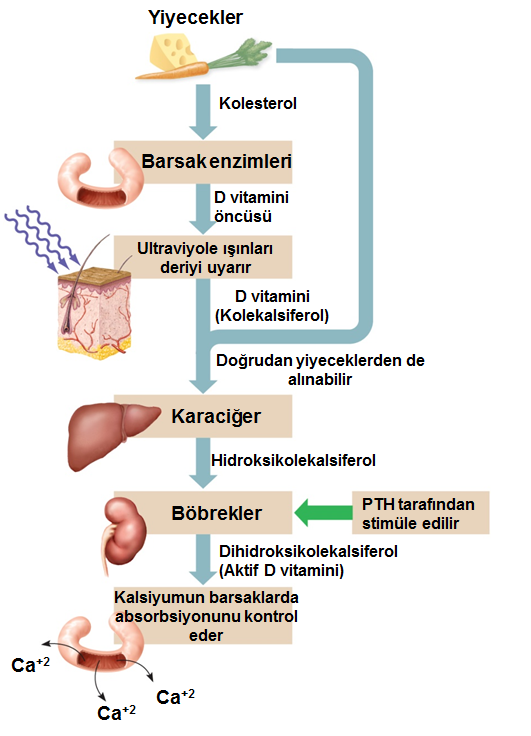 Yiyecekler
Kolesterol
Barsak enzimleri
D vitamini
öncüsü
Ultraviyole ışınları
deriyi uyarır
D vitamini
(Kolekalsiferol)
Doğrudan yiyeceklerden de
alınabilir
Karaciğer
Hidroksikolekalsiferol
Böbrekler
PTH tarafından
stimüle edilir
Dihidroksikolekalsiferol
(Aktif D vitamini)
Kalsiyumun barsaklarda
absorbsiyonunu kontrol
eder
Ca+2
Ca+2
Ca+2